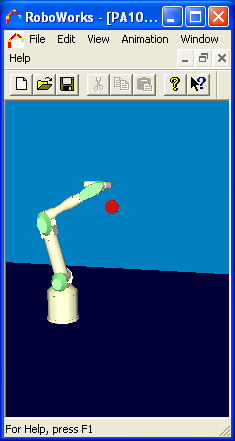 RoboWorks - [PA10...
File Edit View Animation Window
Help
For Help, press F1